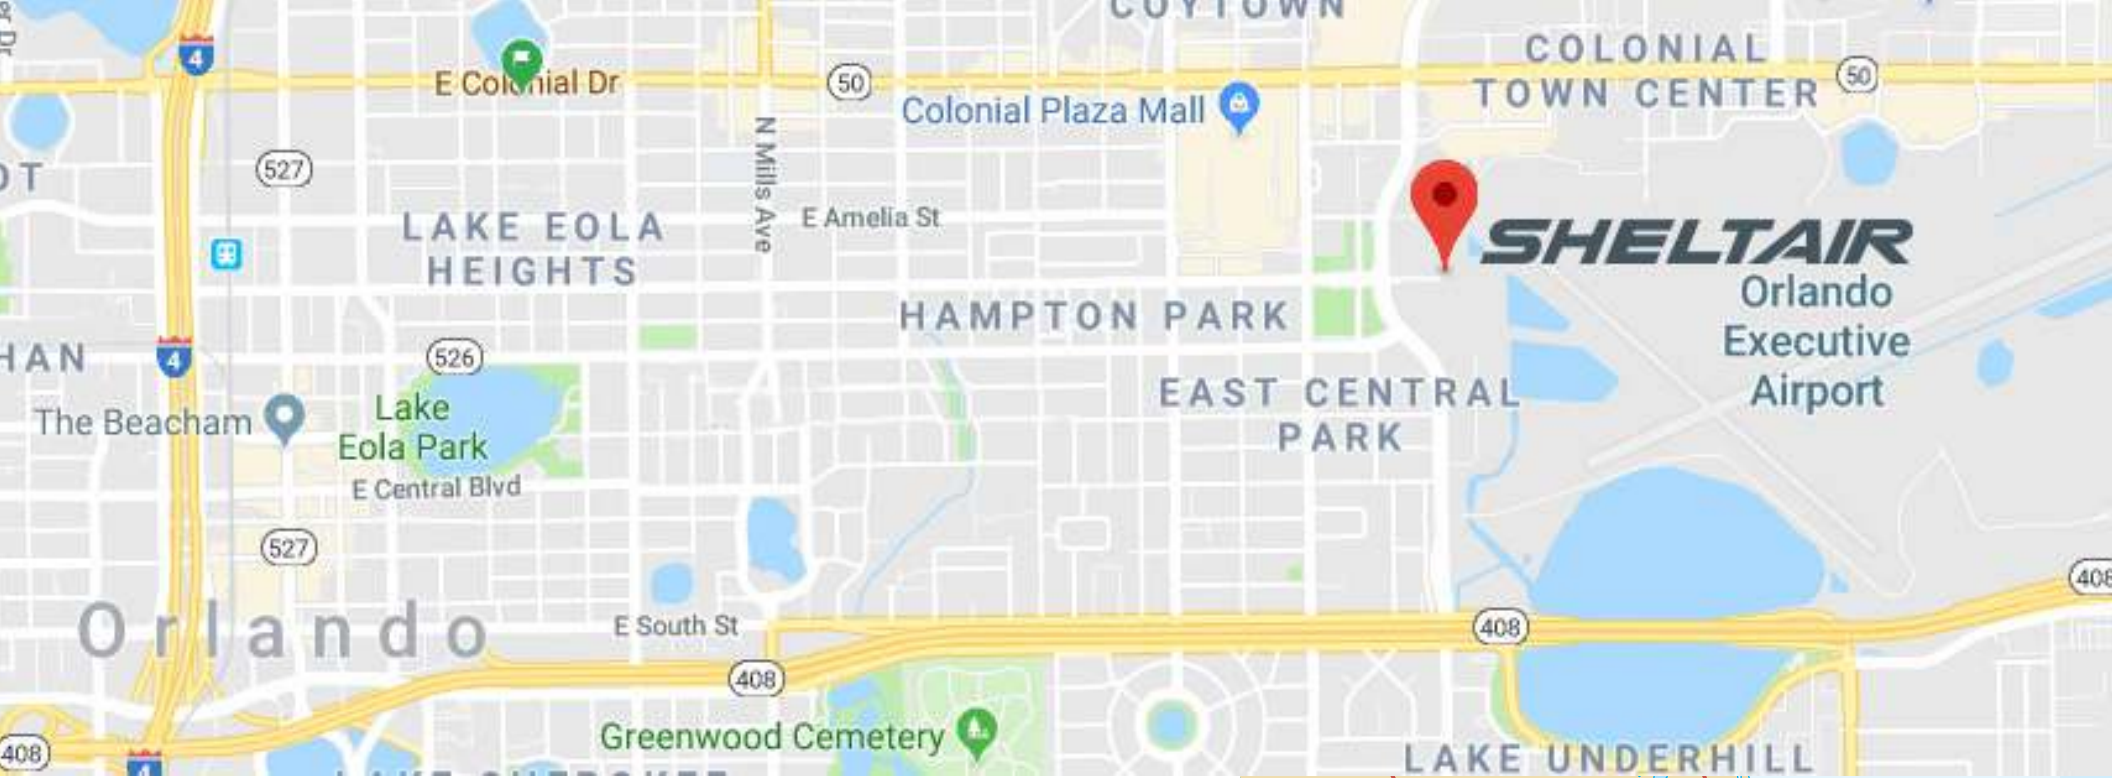 COYTOWN
COLONIAL
TOWN CENTER
4
E Colonial Dr
50
50
Colonial Plaza Mall
N Mills Ave
527
E Amelia St
LAKE EOLA
HEIGHTS
SHELTAIR
Orlando
Executive
Airport
HAMPTON PARK
4
526
EAST CENTRAL
PARK
The Beacham
Lake
Eola Park
E Central Blvd
527
408
Orlando
E South St
408
408
Greenwood Cemetery
408
4
LAKE UNDERHILL